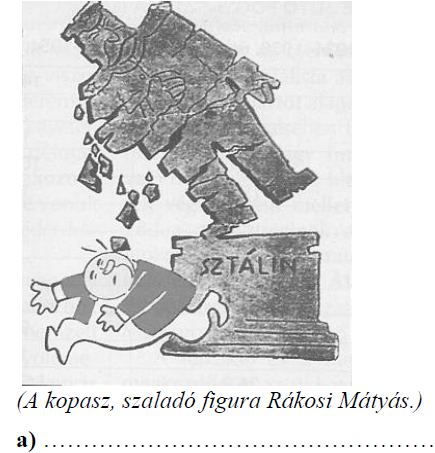 SZTÁLIN
(A kopasz, szaladó figura Rákosi Mátyás.)
a) ……………………………………………